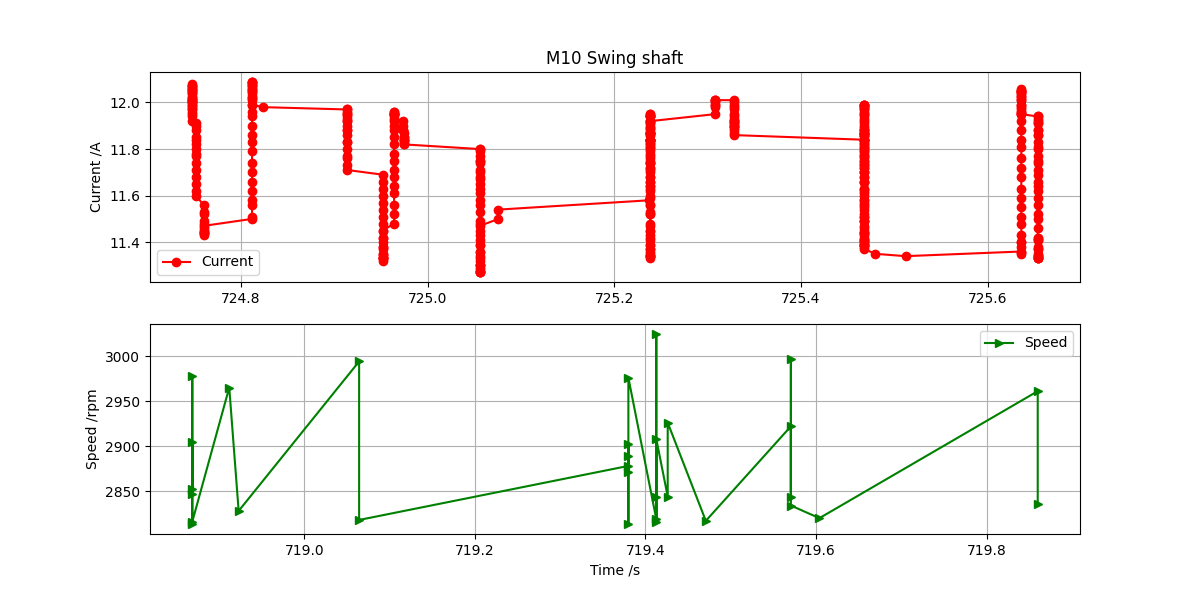 M10 Swing shaft
Current /A
12.0
11.8
11.6
11.4
Current
724.8 725.0 725.2 725.4 725.6
Speed /rpm
3000
2950
2900
2850
Speed
719.0 719.2 719.4 719.6 719.8
Time /s